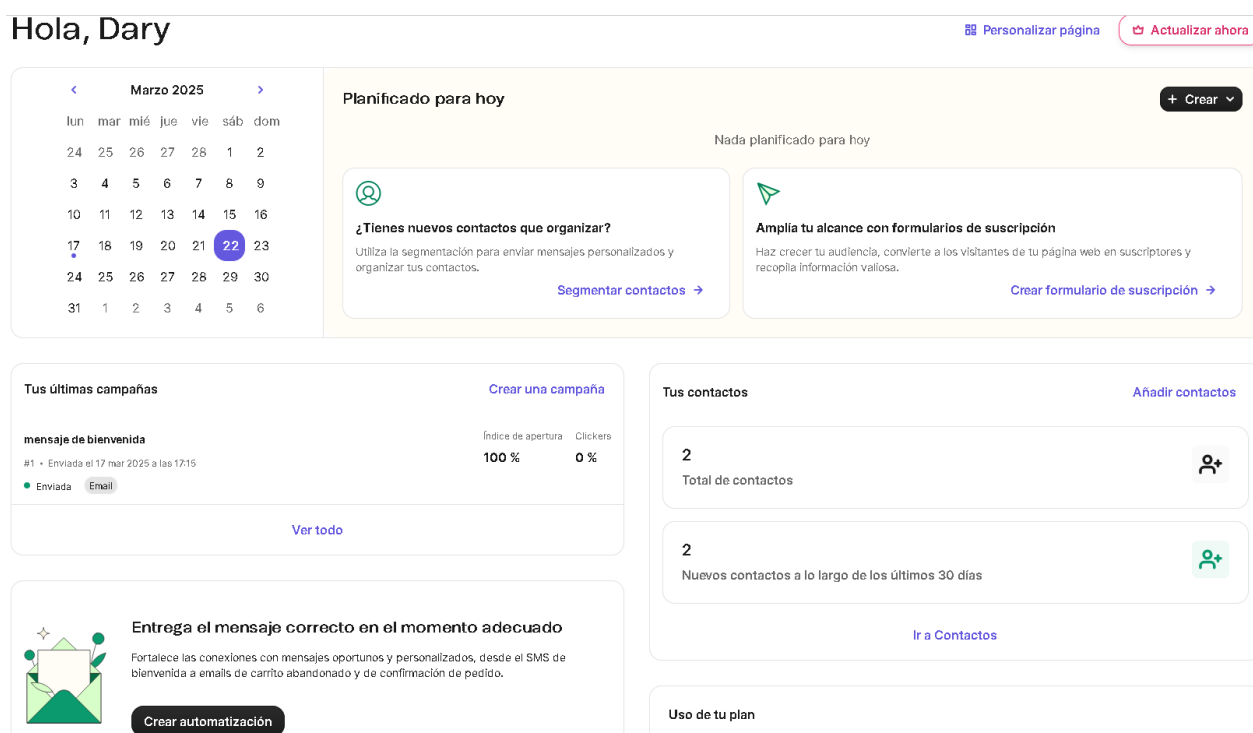 Hola, Dary
Personalizar página
Actualizar ahora
Marzo 2025
lun mar mié jue vie sáb dom
24 25 26 27 28 1 2
3 4 5 6 7 8 9
10 11 12 13 14 15 16
17 18 19 20 21 22 23
24 25 26 27 28 29 30
31 1 2 3 4 5 6
Planificado para hoy
+ Crear
Nada planificado para hoy
¿Tienes nuevos contactos que organizar?
Utiliza la segmentación para enviar mensajes personalizados y
organizar tus contactos.
Segmentar contactos →
Amplía tu alcance con formularios de suscripción
Haz crecer tu audiencia, convierte a los visitantes de tu página web en suscriptores y
recopila información valiosa.
Crear formulario de suscripción →
Tus últimas campañas
Crear una campaña
mensaje de bienvenida
#1 • Enviada el 17 mar 2025 a las 17:15
Enviada Email
Índice de apertura Clickers
100 % 0 %
Ver todo
Entrega el mensaje correcto en el momento adecuado
Fortalece las conexiones con mensajes oportunos y personalizados, desde el SMS de
bienvenida a emails de carrito abandonado y de confirmación de pedido.
Crear automatización
Tus contactos
Añadir contactos
2
Total de contactos
2
Nuevos contactos a lo largo de los últimos 30 días
Ir a Contactos
Uso de tu plan